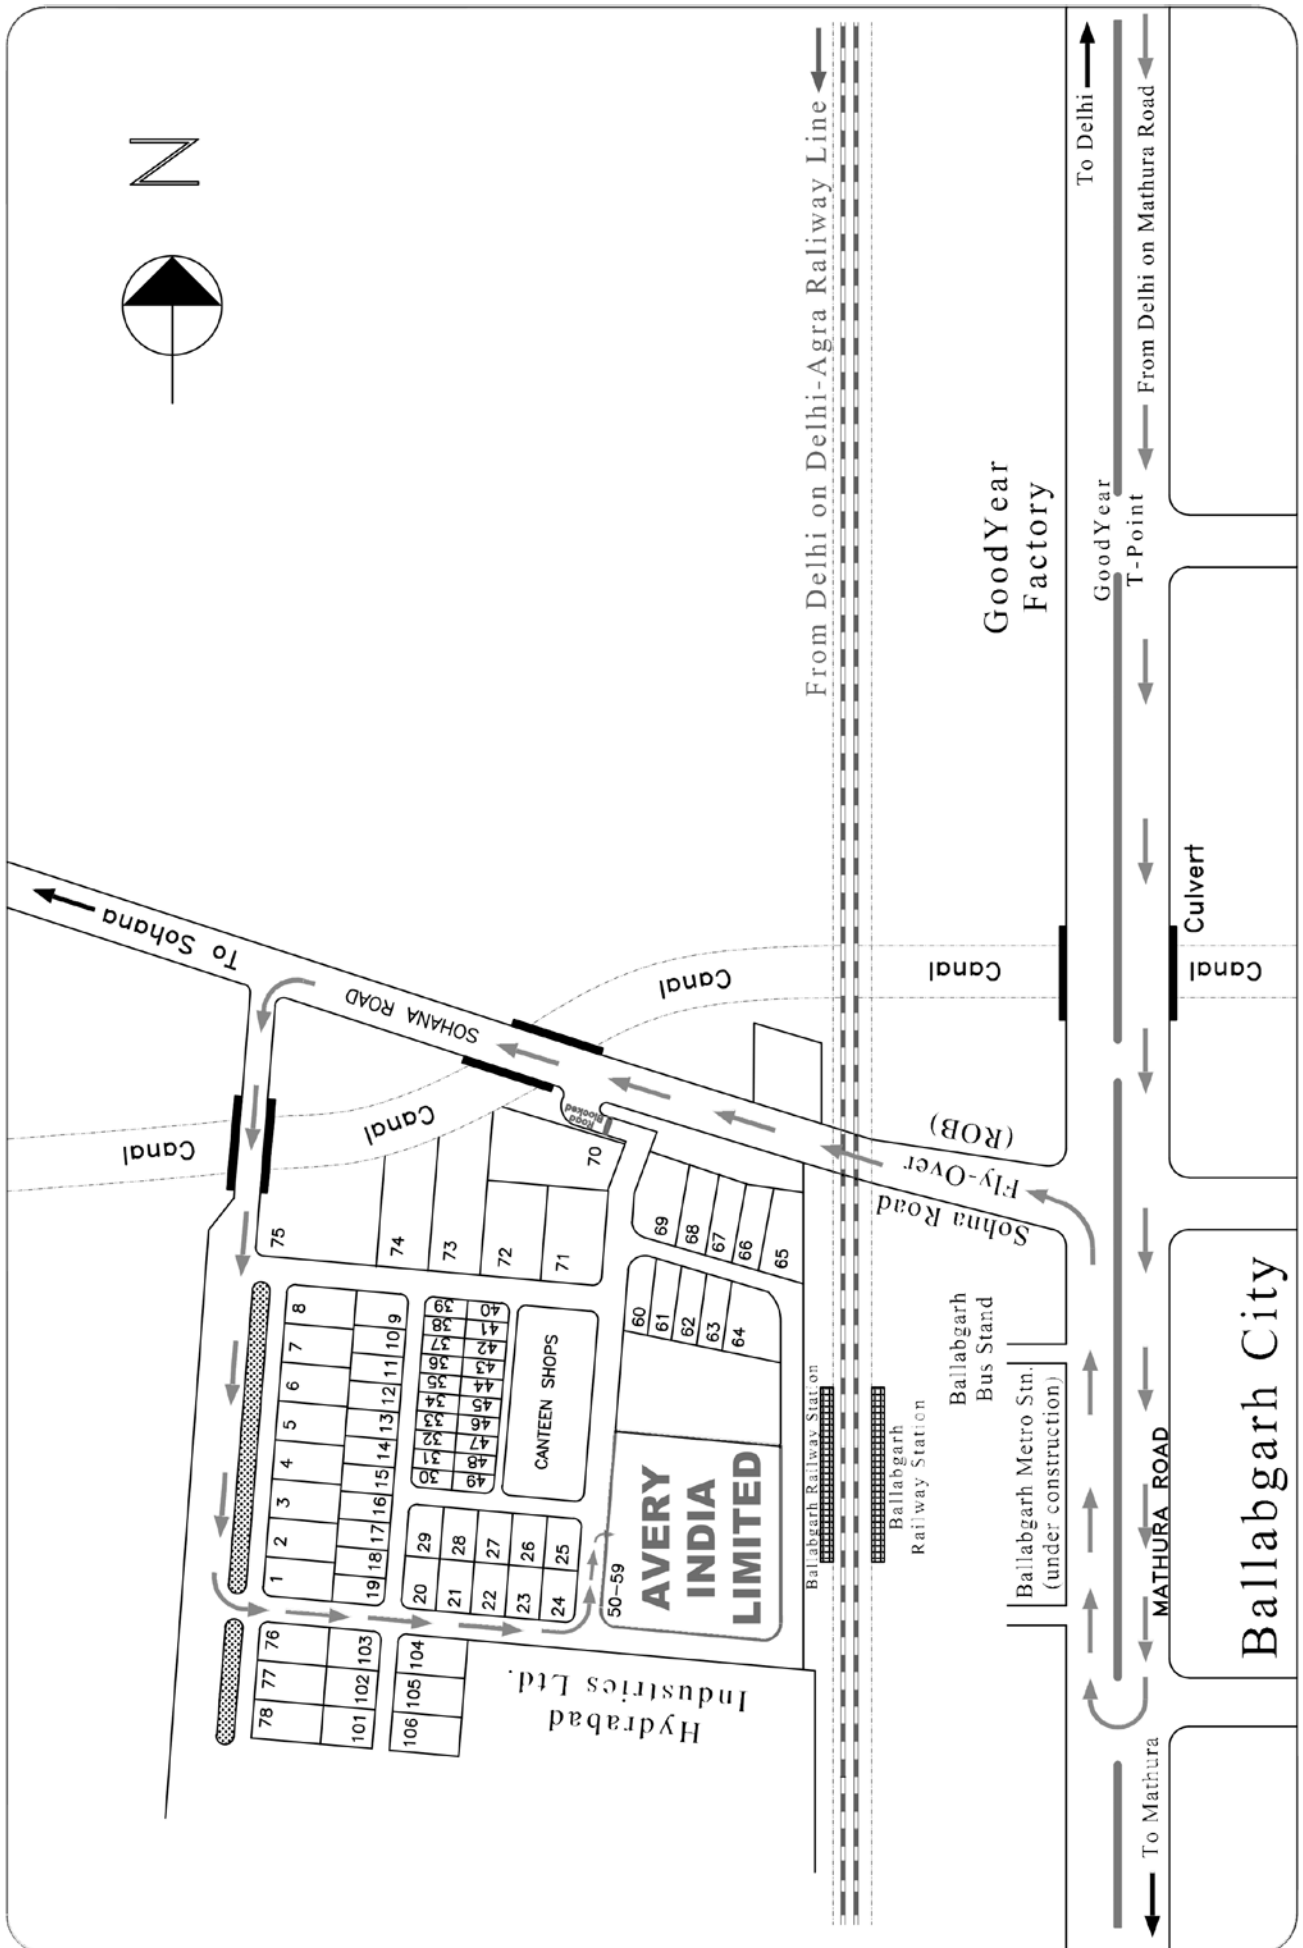 N
From Delhi on Delhi-Agra Raliway Line
To Delhi
From Delhi on Mathura Road
GoodYear
Factory
GoodYear
T-Point
Culvert
To Sohana
SOHANA ROAD
Canal
Canal
Canal
Canal
Canal
Road
Blocked
(ROB)
Fly-Over
Sohna Road
75
74
73
72
71
70
69
68
67
66
65
60
61
62
63
64
8
7
6
5
4
3
2
1
9
10
11
12
13
14
15
16
17
18
19
39
38
37
36
35
34
33
32
31
30
40
41
42
43
44
45
46
47
48
49
CANTEEN SHOPS
29
28
27
26
25
20
21
22
23
24
50-59
AVERY
INDIA
LIMITED
76
77
78
103
102
101
104
105
106
Hydrabad
Industries Ltd.
Ballabgarh Railway Station
Ballabgarh
Railway Station
Ballabgarh
Bus Stand
Ballabgarh Metro Stn.
(under construction)
MATHURA ROAD
Ballabgarh City
To Mathura